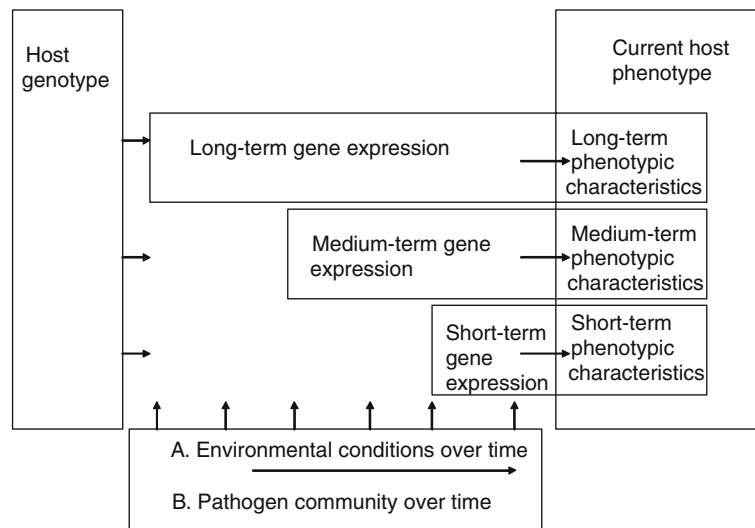 Host
genotype
Current host
phenotype
Long-term gene expression
Long-term
phenotypic
characteristics
Medium-term gene
expression
Medium-term
phenotypic
characteristics
Short-term
gene
expression
Short-term
phenotypic
characteristics
A. Environmental conditions over time
B. Pathogen community over time